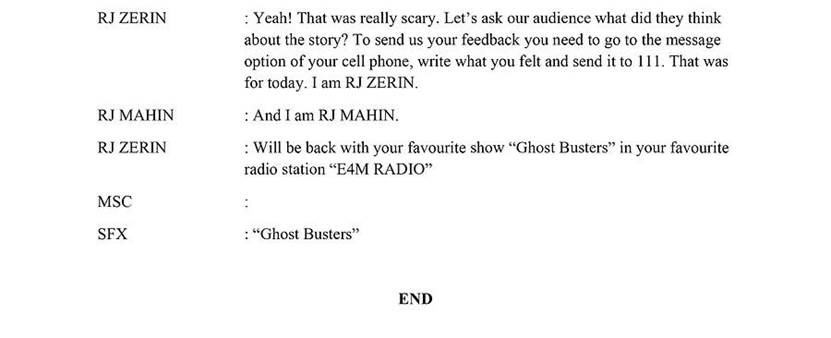 RJ ZERIN : Yeah! That was really scary. Let’s ask our audience what did they think
about the story? To send us your feedback you need to go to the message
option of your cell phone, write what you felt and send it to 111. That was
for today. I am RJ ZERIN.
RJ MAHIN : And I am RJ MAHIN.
RJ ZERIN : Will be back with your favourite show “Ghost Busters” in your favourite
radio station “E4M RADIO”
MSC :
SFX : “Ghost Busters”
END